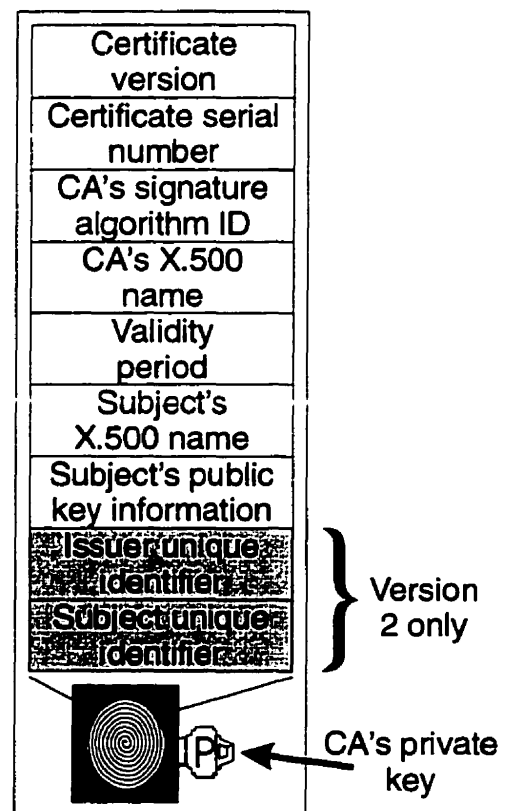 Certificate
version
Certificate serial
number
CA's signature
algorithm ID
CA's X.500
name
Validity
period
Subject's
X.500 name
Subject's public
key information
Issuer unique
identifier
Subject unique
identifier
Version
2 only
P
CA's private
key